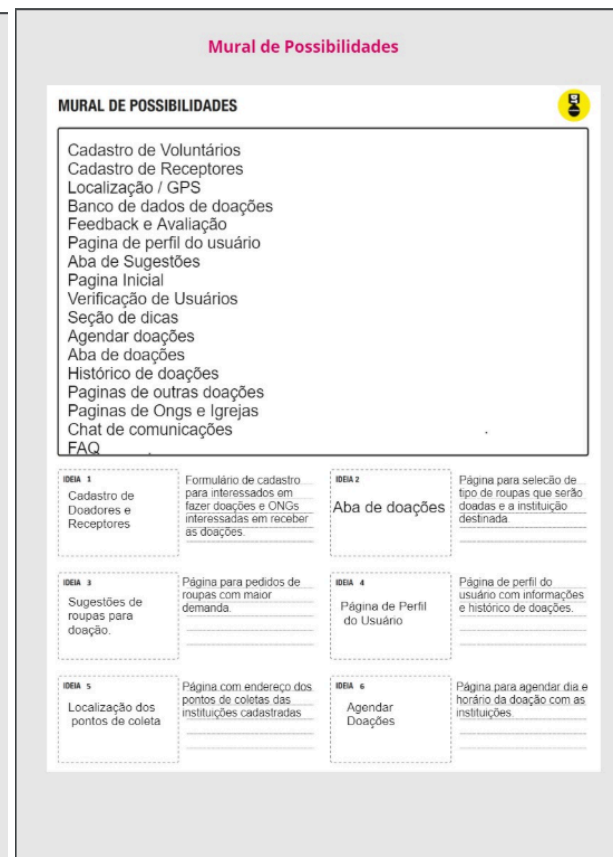 Mural de Possibilidades
MURAL DE POSSIBILIDADES
Cadastro de Voluntários
Cadastro de Receptores
Localização / GPS
Banco de dados de doações
Feedback e Avaliação
Pagina de perfil do usuário
Aba de Sugestões
Pagina Inicial
Verificação de Usuários
Seção de dicas
Agendar doações
Aba de doações
Histórico de doações
Paginas de outras doações
Paginas de Ongs e Igrejas
Chat de comunicações
FAQ
IDEIA 1
Cadastro de
Doadores e
Receptores
Formulário de cadastro
para interessados em
fazer doações e ONGs
interessadas em receber
as doações.
IDEIA 2
Aba de doações
Página para seleção de
tipo de roupas que serão
doadas e a instituição
destinada.
IDEIA 3
Sugestões de
roupas para
doação.
Página para pedidos de
roupas com maior
demanda.
IDEIA 4
Página de Perfil
do Usuário
Página de perfil do
usuário com informações
e histórico de doações.
IDEIA 5
Localização dos
pontos de coleta
Página com endereço dos
pontos de coletas das
instituições cadastradas
IDEIA 6
Agendar
Doações
Página para agendar dia e
horário da doação com as
instituições.